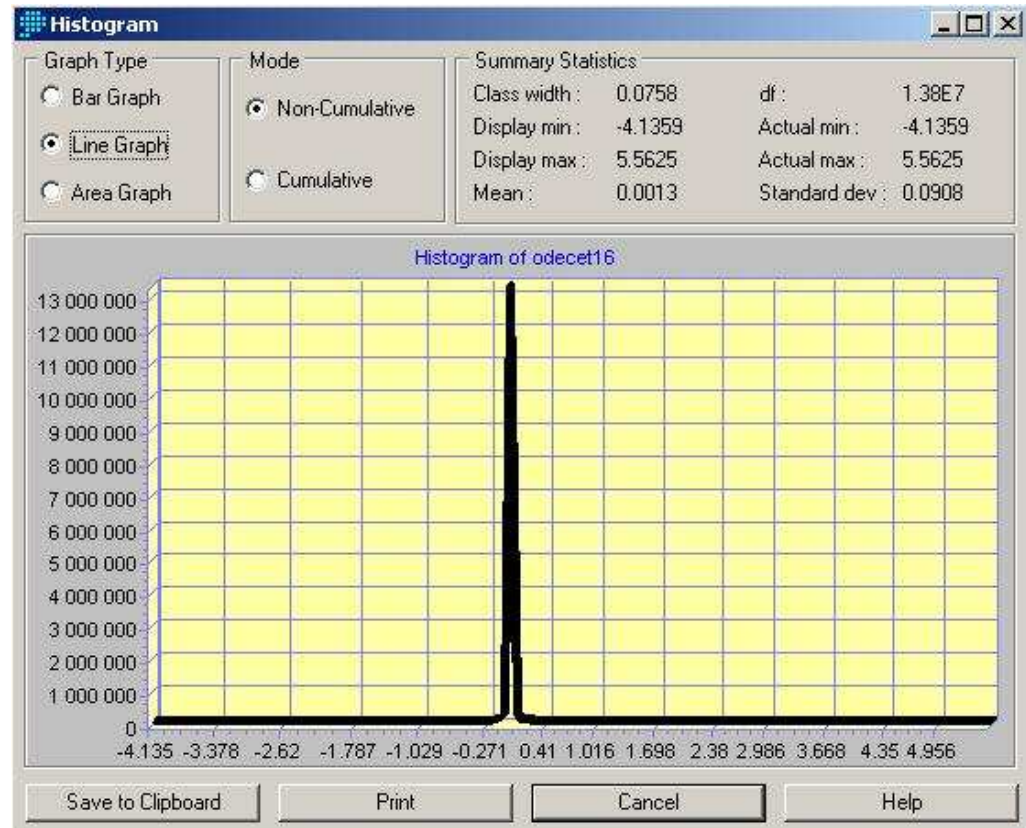 Histogram
Graph Type
Bar Graph
Line Graph
Area Graph
Mode
Non-Cumulative
Cumulative
Summary Statistics
Class width : 0.0758 df : 1.38E7
Display min : -4.1359 Actual min : -4.1359
Display max : 5.5625 Actual max : 5.5625
Mean : 0.0013 Standard dev : 0.0908
Histogram of odecet16
13 000 000
12 000 000
11 000 000
10 000 000
9 000 000
8 000 000
7 000 000
6 000 000
5 000 000
4 000 000
3 000 000
2 000 000
1 000 000
0
-4.135 -3.376 -2.62 -1.787 -1.029 -0.271 0.41 1.016 1.698 2.38 2.986 3.668 4.35 4.956
Save to Clipboard Print Cancel Help